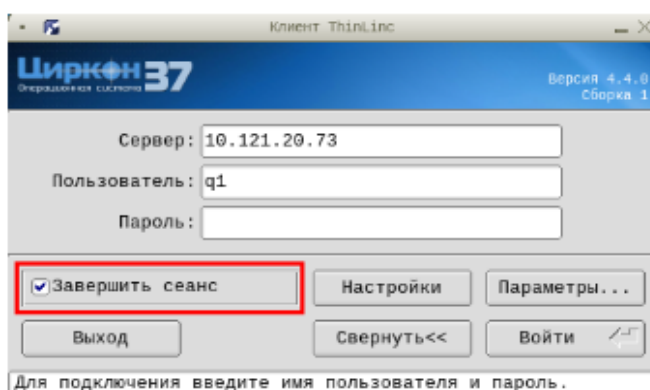 Клиент ThinLinc
Циркон 37
Операционная система
Версия 4.4.0
Сборка 1
Сервер: 10.121.20.73
Пользователь: q1
Пароль:
Завершить сеанс
Настройки
Параметры...
Выход
Свернуть<<
Войти
Для подключения введите имя пользователя и пароль.